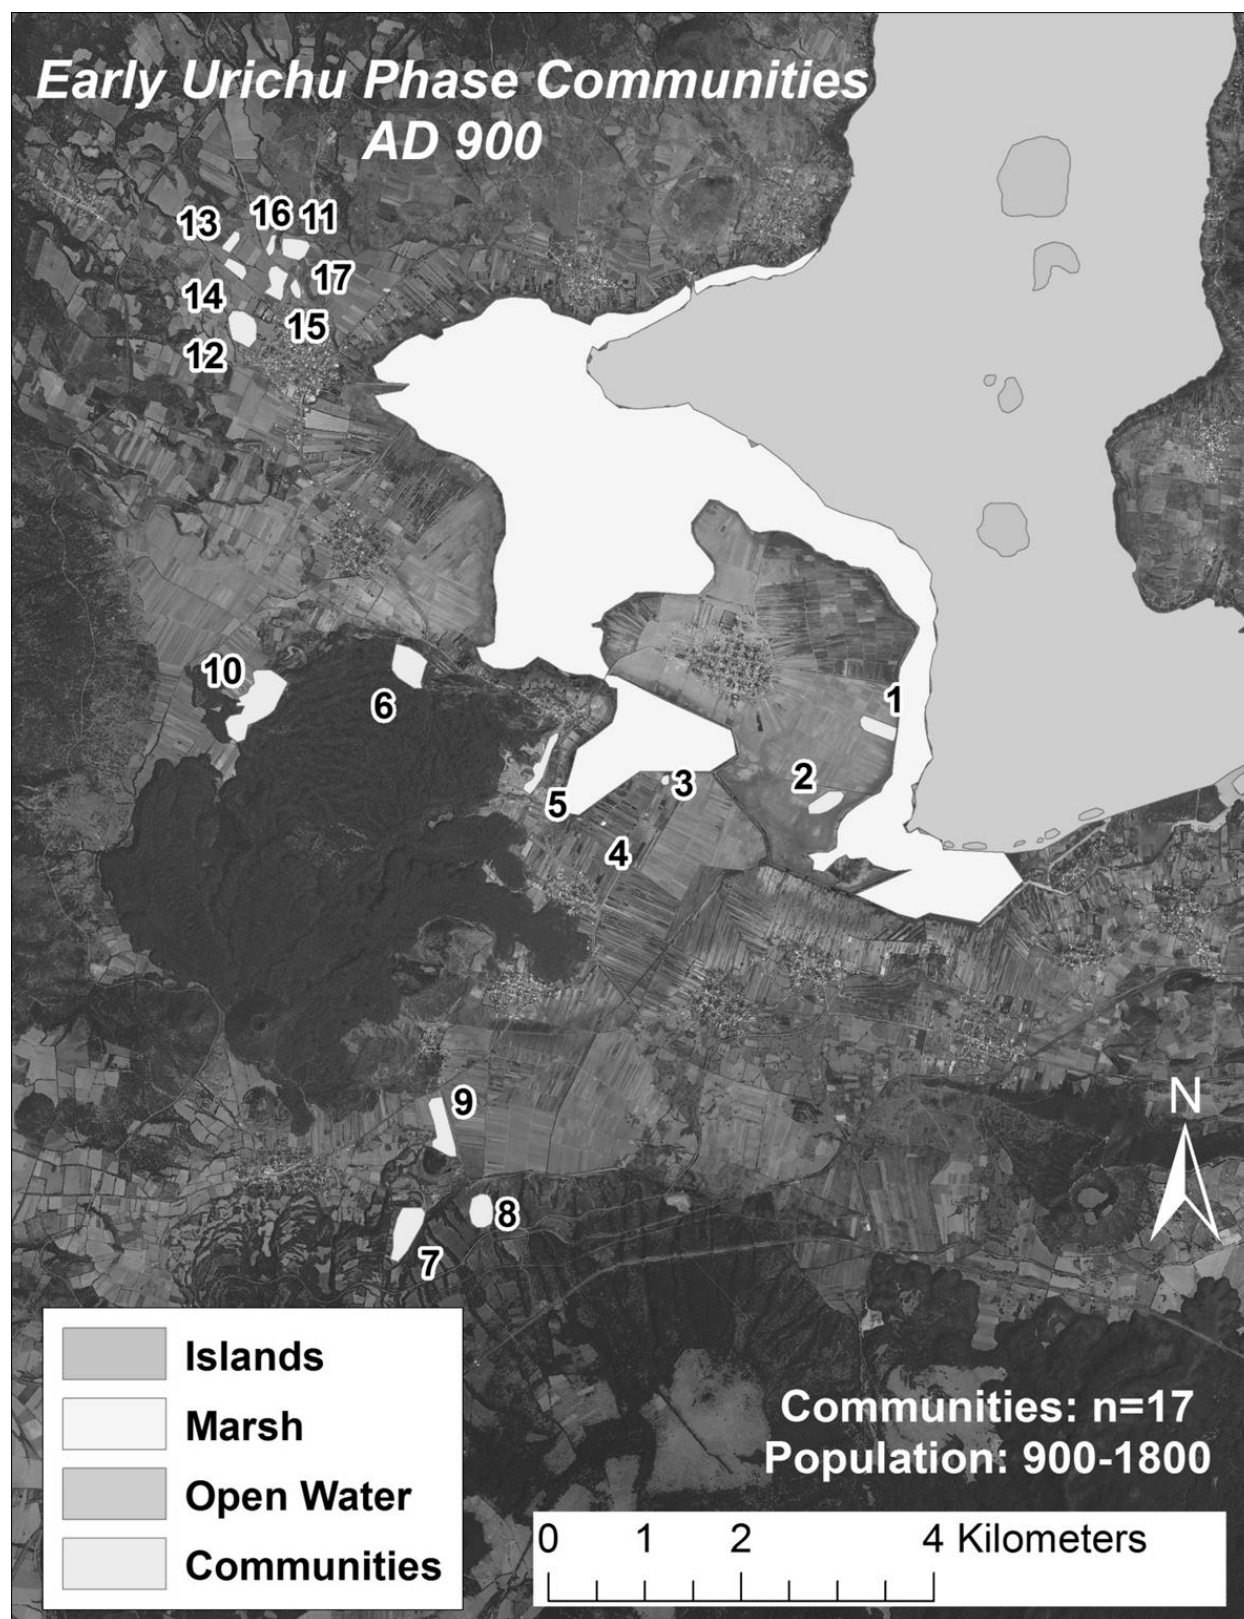 Early Urichu Phase Communities
AD 900
13
16
11
17
14
15
12
10
6
1
2
3
5
4
9
8
7
N
Islands
Marsh
Open Water
Communities
Communities: n=17
Population: 900-1800
0 1 2 4 Kilometers